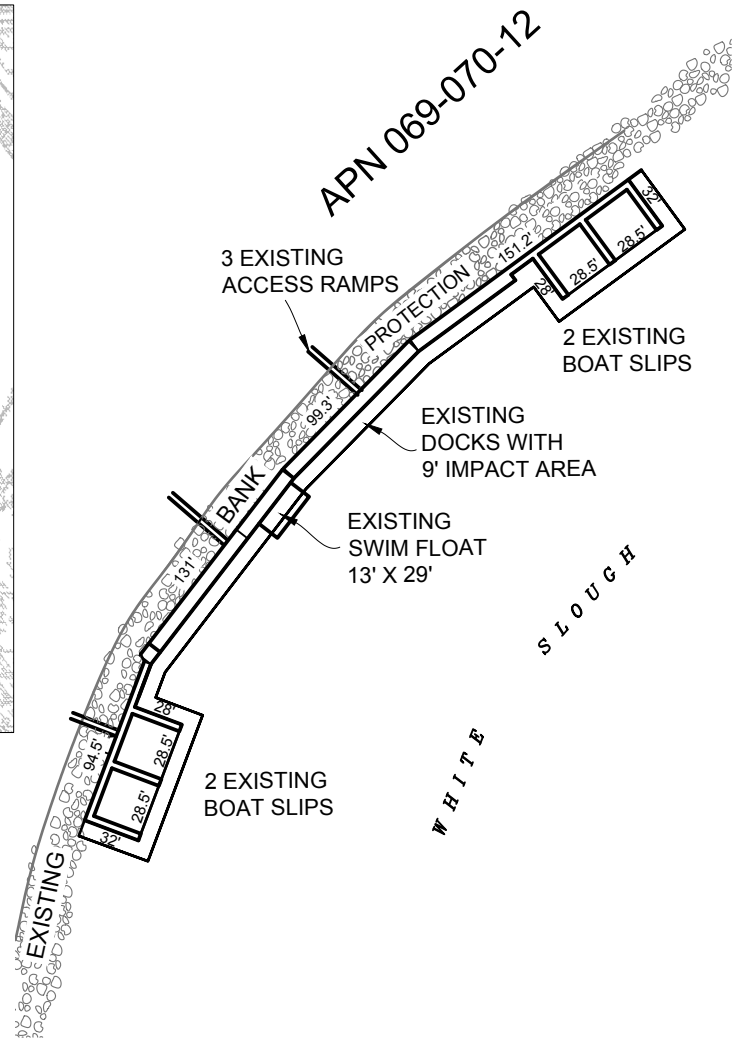 APN 069-070-12
3 EXISTING
ACCESS RAMPS
PROTECTION
151.2'
32'
28.5'
28.5'
28'
2 EXISTING
BOAT SLIPS
99.3'
EXISTING
DOCKS WITH
9' IMPACT AREA
BANK
EXISTING
SWIM FLOAT
13' X 29'
131'
WHITE SLOUGH
28'
28.5'
94.5'
28.5'
32'
2 EXISTING
BOAT SLIPS
EXISTING